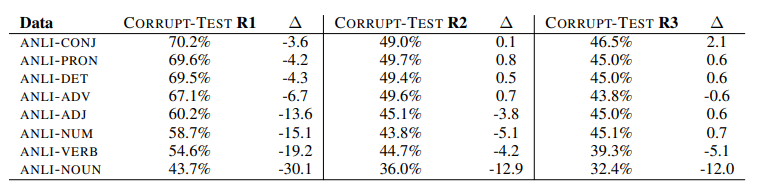 Data CORRUPT-TEST R1 Δ CORRUPT-TEST R2 Δ CORRUPT-TEST R3 Δ
ANLI-CONJ 70.2% -3.6 49.0% 0.1 46.5% 2.1
ANLI-PRON 69.6% -4.2 49.7% 0.8 45.0% 0.6
ANLI-DET 69.5% -4.3 49.4% 0.5 45.0% 0.6
ANLI-ADV 67.1% -6.7 49.6% 0.7 43.8% -0.6
ANLI-ADJ 60.2% -13.6 45.1% -3.8 45.0% 0.6
ANLI-NUM 58.7% -15.1 43.8% -5.1 45.1% 0.7
ANLI-VERB 54.6% -19.2 44.7% -4.2 39.3% -5.1
ANLI-NOUN 43.7% -30.1 36.0% -12.9 32.4% -12.0